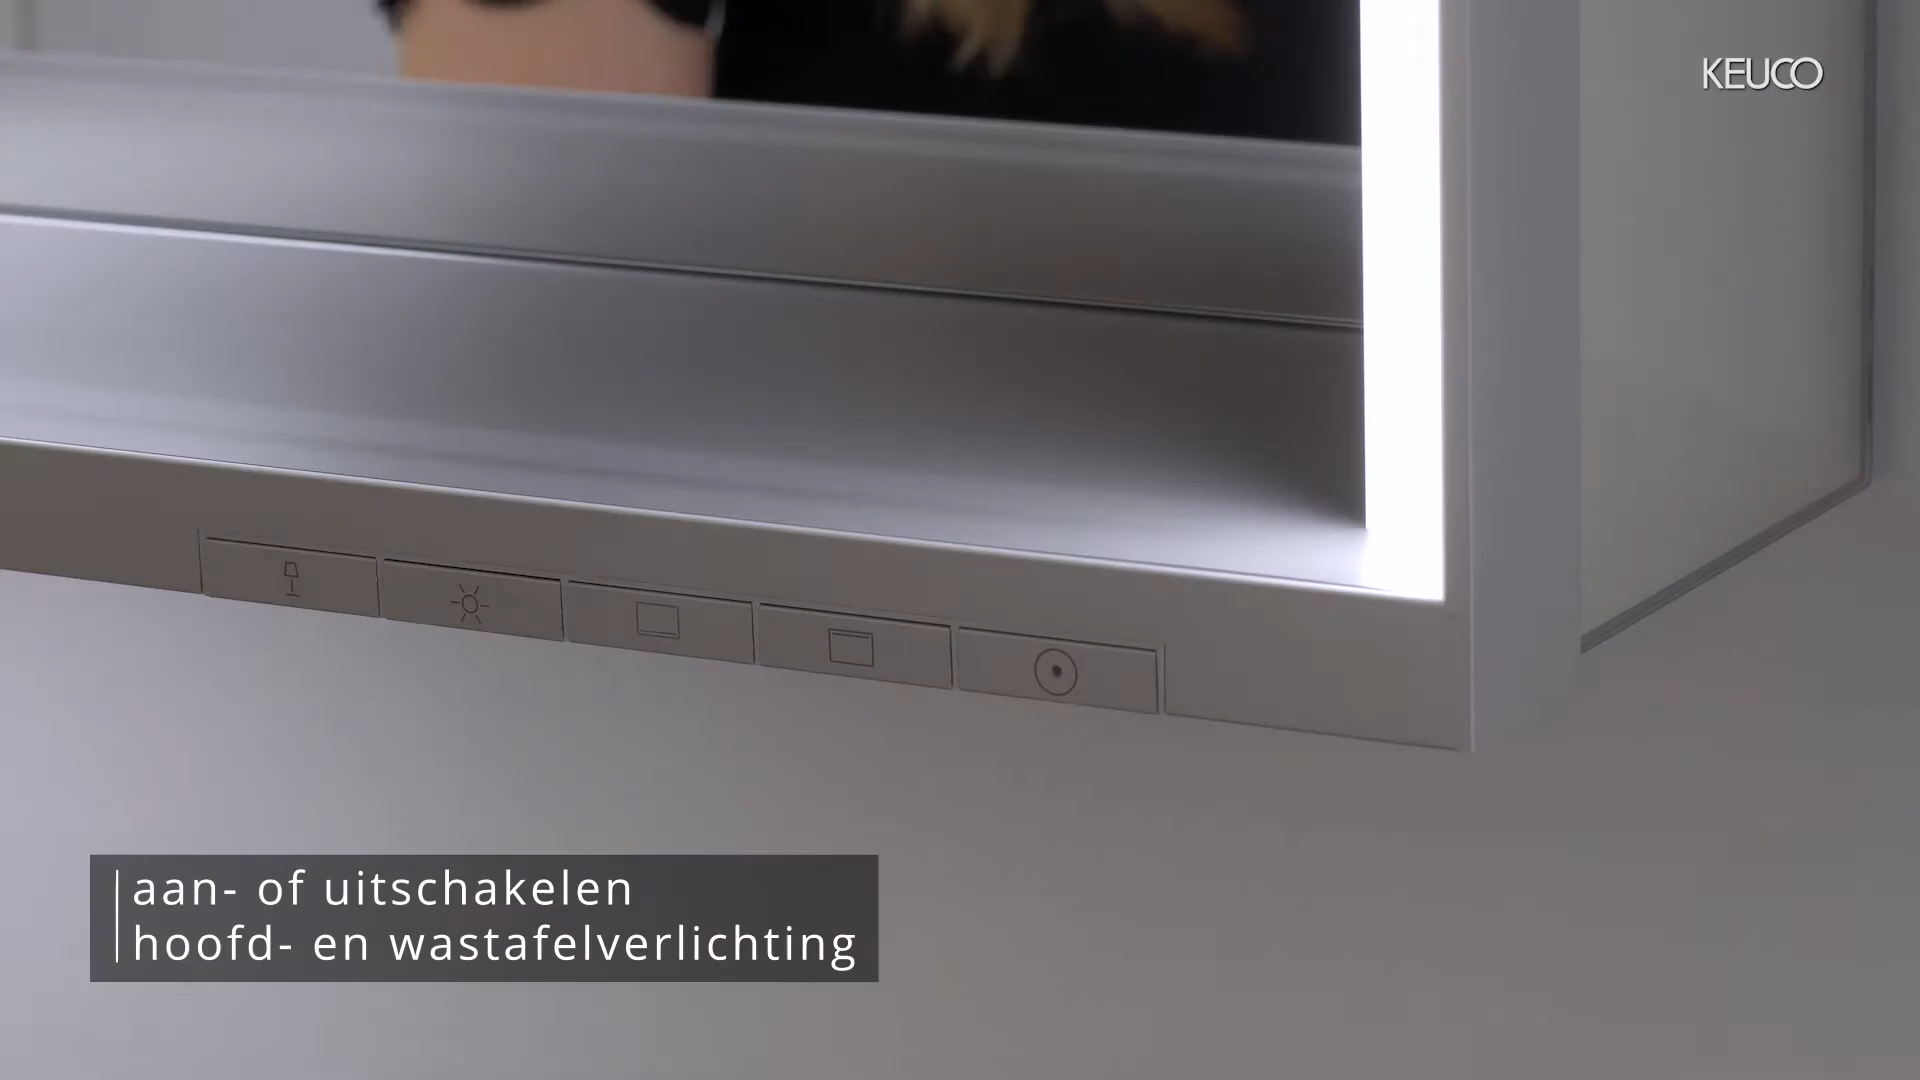 KEUCO
aan- of uitschakelen
hoofd- en wastafelverlichting